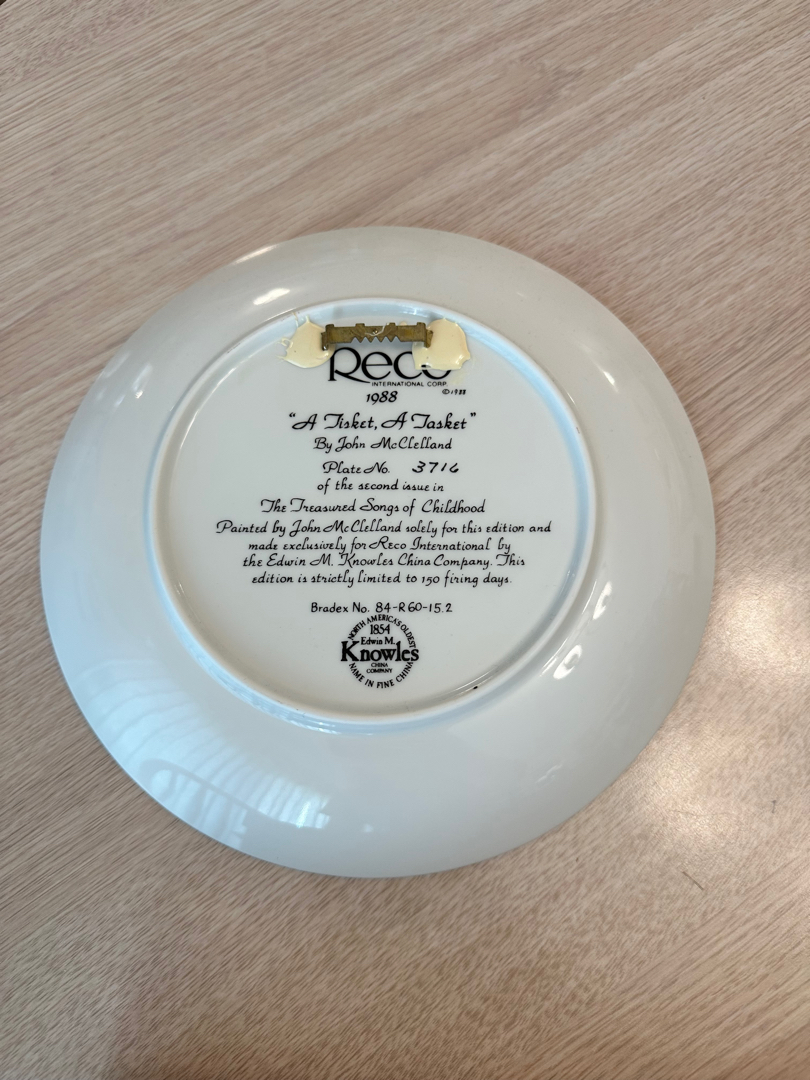 Reco
INTERNATIONAL CORP.
©1988
1988
"A Tisket, A Tasket"
By John McClelland
Plate No. 3716
of the second issue in
The Treasured Songs of Childhood
Painted by John McClelland solely for this edition and
made exclusively for Reco International by
the Edwin M. Knowles China Company. This
edition is strictly limited to 150 firing days.
Bradex No. 84-R60-15.2
NORTH AMERICA'S OLDEST
1854
Edwin M.
Knowles
CHINA
COMPANY
NAME IN FINE CHINA